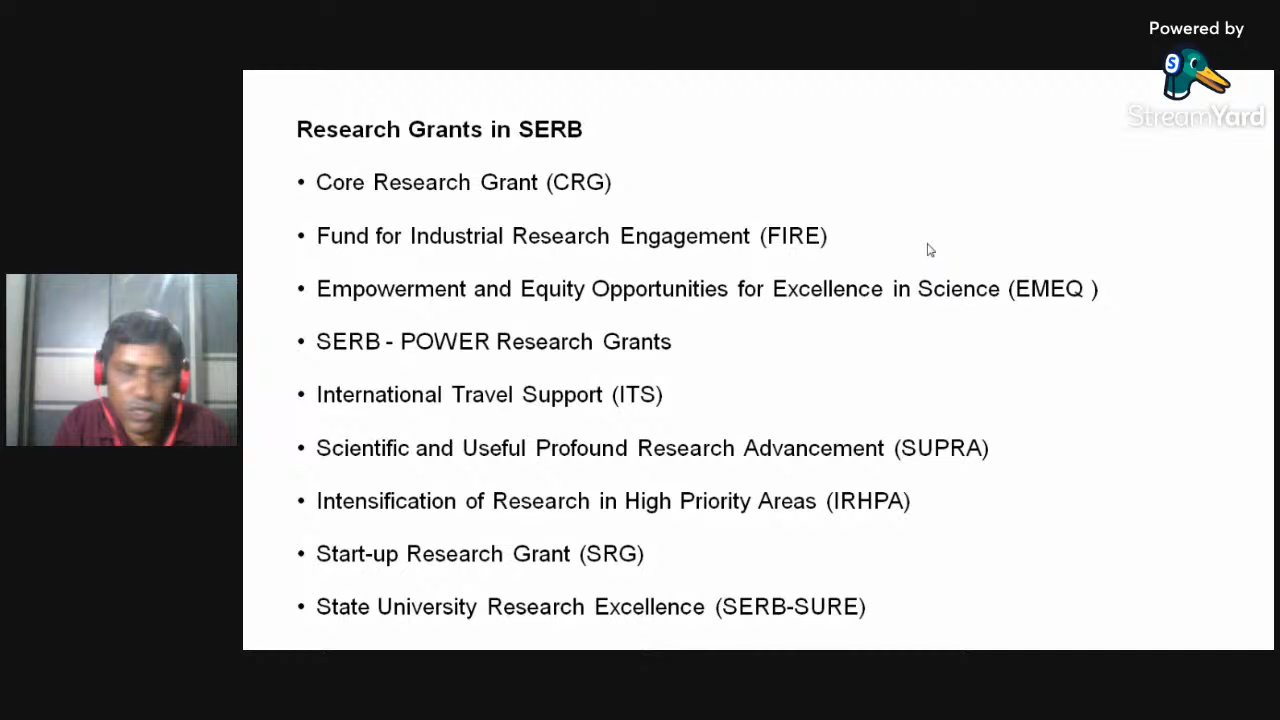 Powered by
S
StreamYard
Research Grants in SERB
• Core Research Grant (CRG)
• Fund for Industrial Research Engagement (FIRE)
• Empowerment and Equity Opportunities for Excellence in Science (EMEQ )
• SERB - POWER Research Grants
• International Travel Support (ITS)
• Scientific and Useful Profound Research Advancement (SUPRA)
• Intensification of Research in High Priority Areas (IRHPA)
• Start-up Research Grant (SRG)
• State University Research Excellence (SERB-SURE)